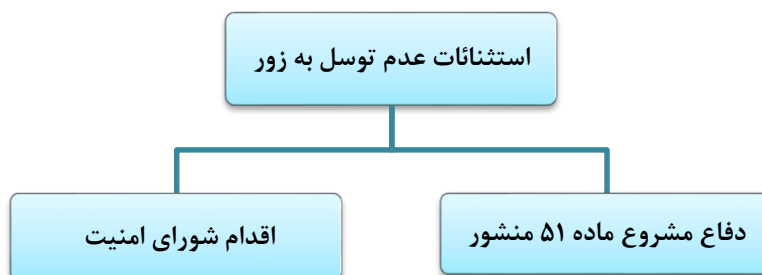 استثنائات عدم توسل به زور
دفاع مشروع ماده ۵۱ منشور
اقدام شورای امنیت